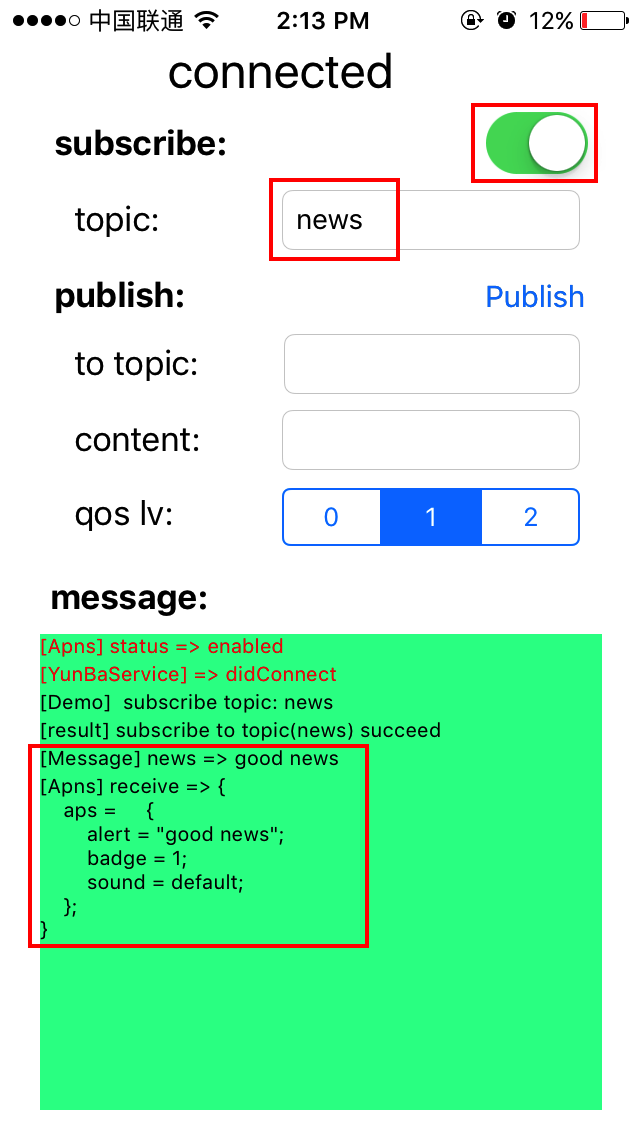 中国联通 2:13 PM 12%
connected
subscribe:
topic: news
publish: Publish
to topic:
content:
qos lv: 0 1 2
message:
[Apns] status => enabled
[YunBaService] => didConnect
[Demo]  subscribe topic: news
[result] subscribe to topic(news) succeed
[Message] news => good news
[Apns] receive => {
    aps =     {
        alert = "good news";
        badge = 1;
        sound = default;
    };
}